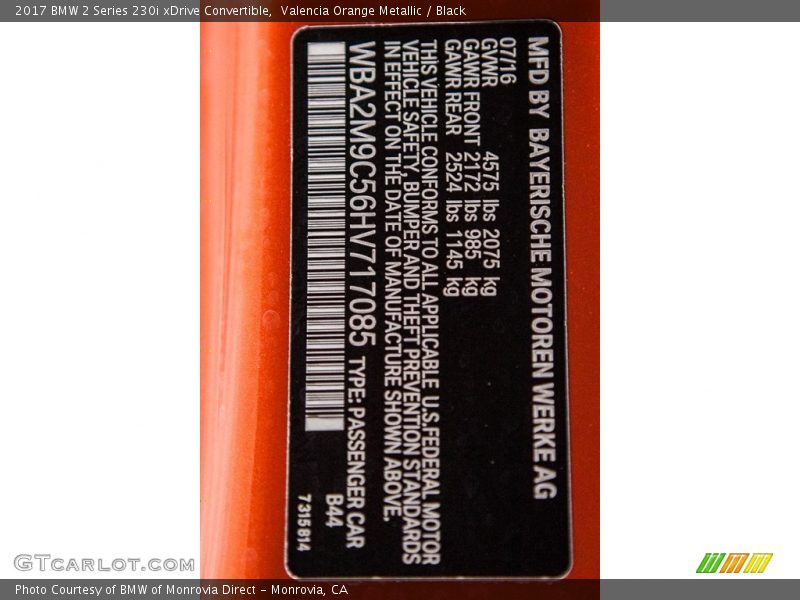 2017 BMW 2 Series 230i xDrive Convertible, Valencia Orange Metallic / Black
MFD BY BAYERISCHE MOTOREN WERKE AG
07/16
GVWR 4575 lbs 2075 kg
GAWR FRONT 2172 lbs 985 kg
GAWR REAR 2524 lbs 1145 kg
THIS VEHICLE CONFORMS TO ALL APPLICABLE U.S.FEDERAL MOTOR
VEHICLE SAFETY, BUMPER AND THEFT PREVENTION STANDARDS
IN EFFECT ON THE DATE OF MANUFACTURE SHOWN ABOVE.
WBA2M9C56HV717085 TYPE: PASSENGER CAR
B44
7315814
GTcarlot.com
Photo Courtesy of BMW of Monrovia Direct - Monrovia, CA